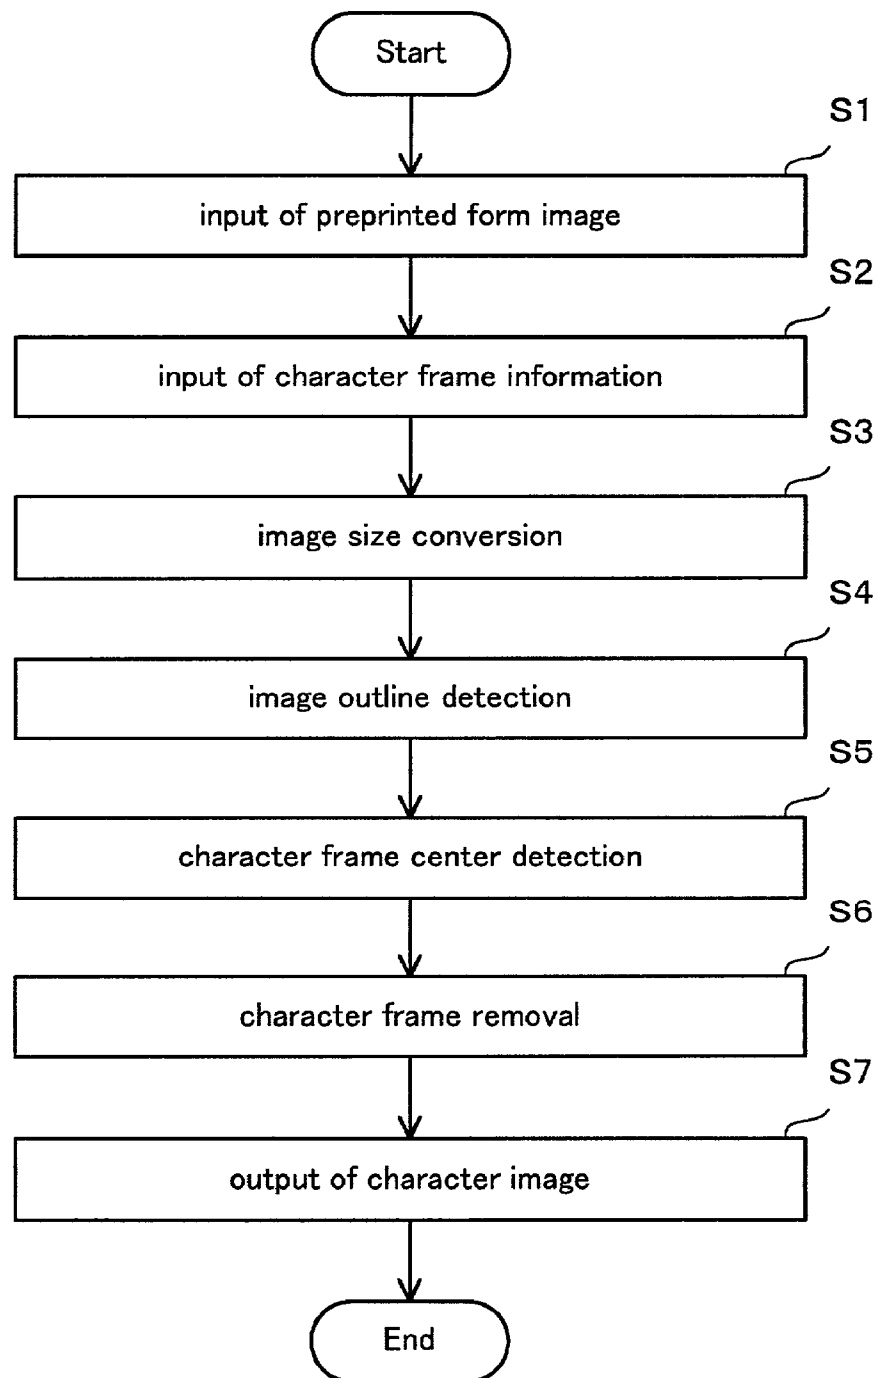 Start
S1
input of preprinted form image
S2
input of character frame information
S3
image size conversion
S4
image outline detection
S5
character frame center detection
S6
character frame removal
S7
output of character image
End